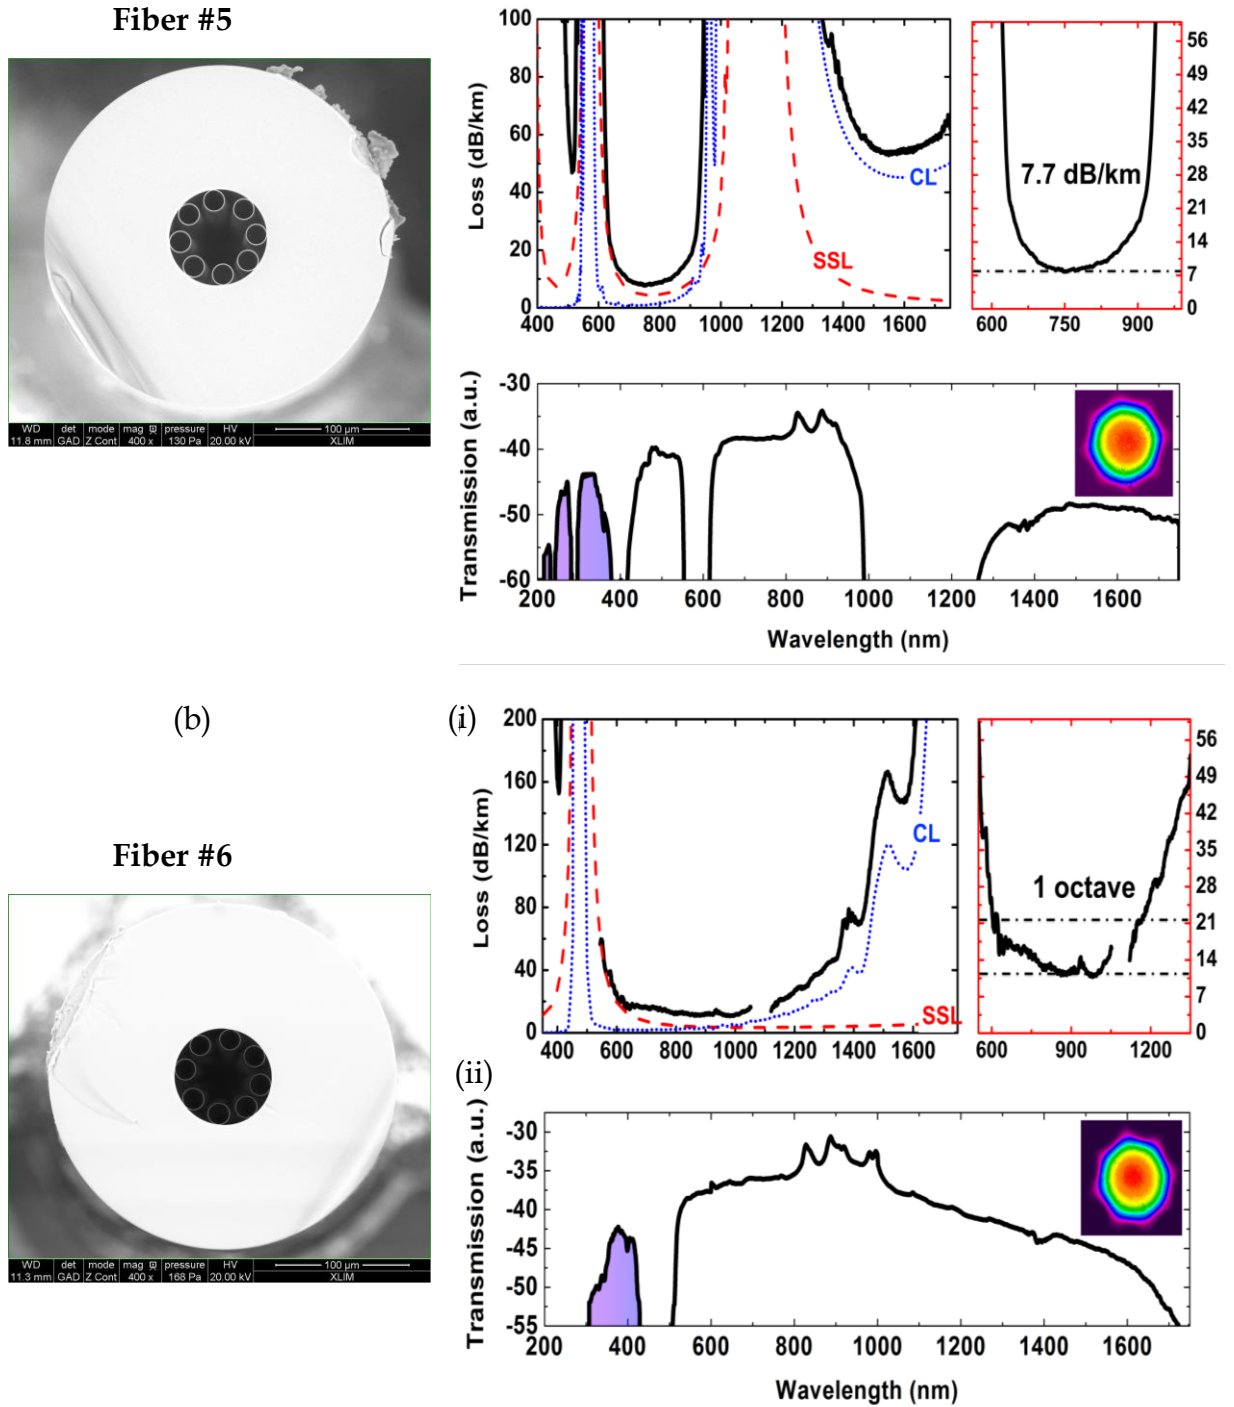 Fiber #5
WD det mode mag pressure HV 100 µm
11.8 mm GAD Z Cont 400 x 130 Pa 20.00 kV XLIM
Loss (dB/km)
100
80
60
40
20
0
400 600 800 1000 1200 1400 1600
CL
SSL
7.7 dB/km
56
49
42
35
28
21
14
7
0
600 750 900
Transmission (a.u.)
-30
-40
-50
-60
200 400 600 800 1000 1200 1400 1600
Wavelength (nm)
(b)
(i)
Fiber #6
WD det mode mag pressure HV 100 µm
11.3 mm GAD Z Cont 400 x 168 Pa 20.00 kV XLIM
Loss (dB/km)
200
160
120
80
40
0
400 600 800 1000 1200 1400 1600
CL
SSL
1 octave
56
49
42
35
28
21
14
7
0
600 900 1200
(ii)
Transmission (a.u.)
-30
-35
-40
-45
-50
-55
200 400 600 800 1000 1200 1400 1600
Wavelength (nm)